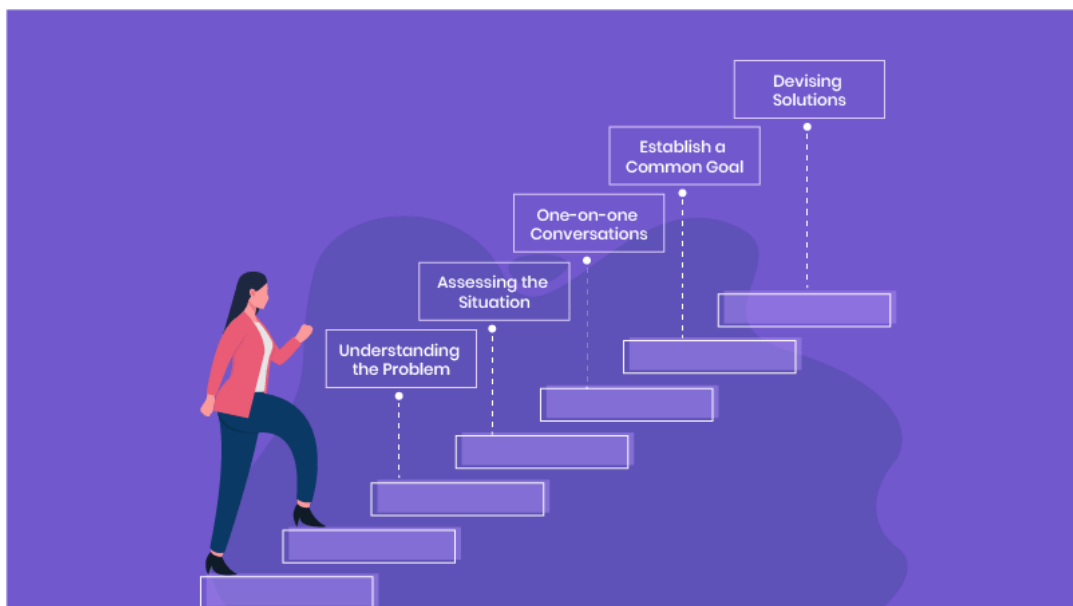 Devising
Solutions
Establish a
Common Goal
One-on-one
Conversations
Assessing the
Situation
Understanding
the Problem